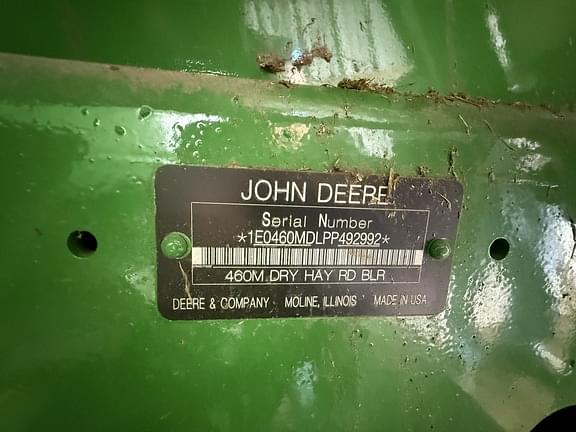 JOHN DEERE
Serial Number
*1E0460MDLPP492992*
460M DRY HAY RD BLR
DEERE & COMPANY MOLINE, ILLINOIS MADE IN USA